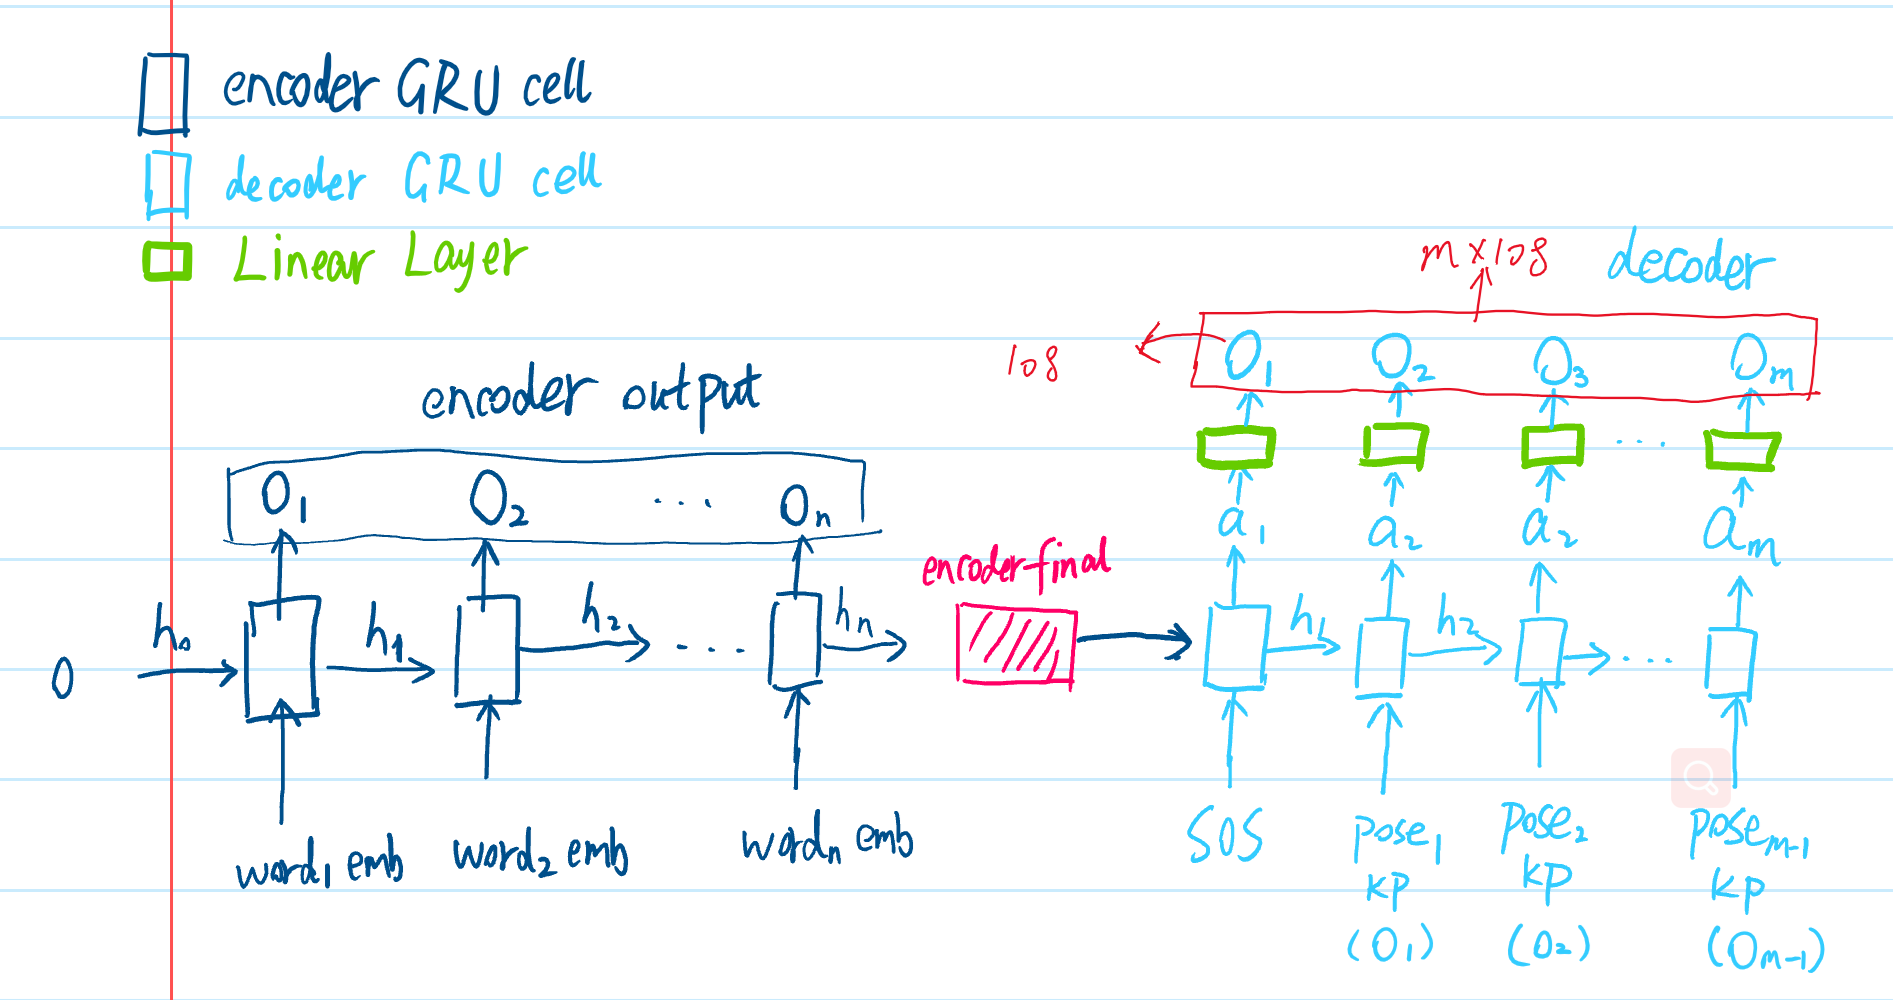 encoder GRU cell
decoder GRU cell
Linear Layer
m×108 decoder
108
O₁ O₂ O₃ Oₘ
encoder output
...
O₁ O₂ ... Oₙ
a₁ a₂ a₂ aₘ
encoder-final
h₀ h₁ h₂ ... hₙ
h₁ h₂ ...
0
SOS pose₁ kp (O₁) pose₂ kp (O₂) poseₘ₋₁ kp (Oₘ₋₁)
word₁ emb word₂ emb wordₙ emb